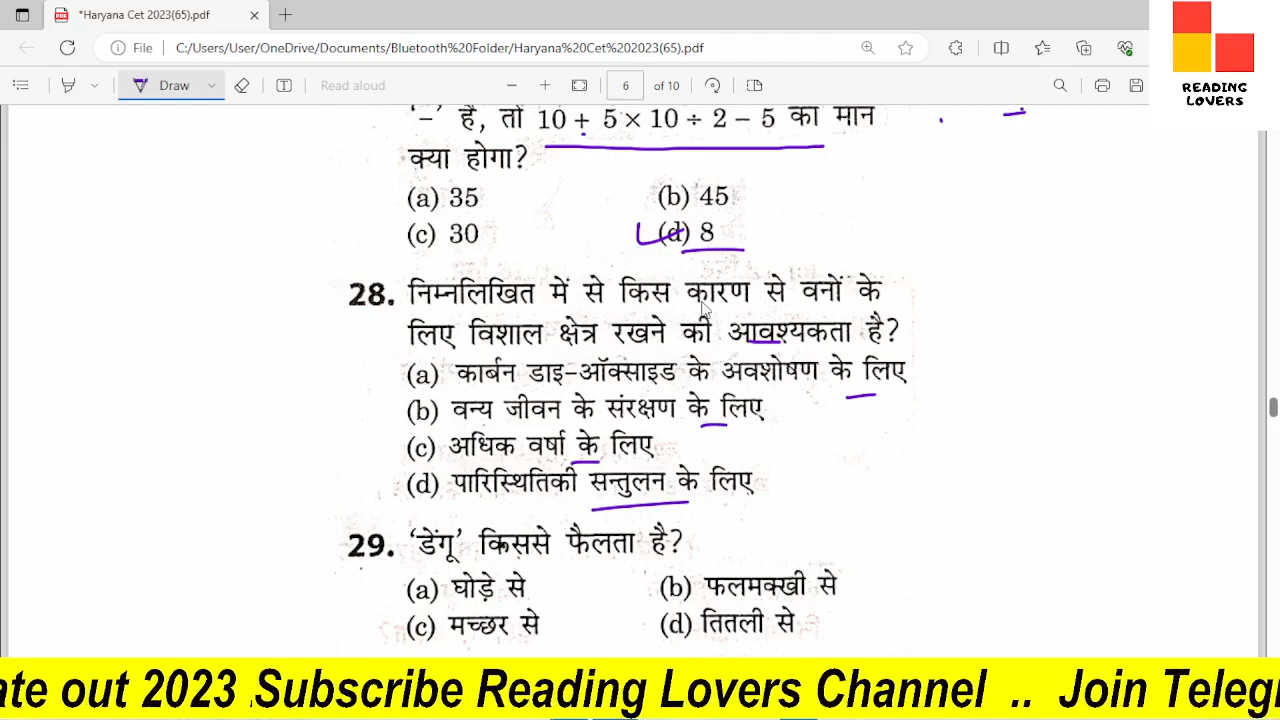 *Haryana Cet 2023(65).pdf
File
C:/Users/User/OneDrive/Documents/Bluetooth%20Folder/Haryana%20Cet%202023(65).pdf
READING
LOVERS
Draw
Read aloud
6
of 10
'–' है, तो 10 + 5 × 10 ÷ 2 – 5 का मान
क्या होगा?
(a) 35
(b) 45
(c) 30
(d) 8
28. निम्नलिखित में से किस कारण से वनों के
लिए विशाल क्षेत्र रखने की आवश्यकता है?
(a) कार्बन डाइ-ऑक्साइड के अवशोषण के लिए
(b) वन्य जीवन के संरक्षण के लिए
(c) अधिक वर्षा के लिए
(d) पारिस्थितिकी सन्तुलन के लिए
29. 'डेंगू' किससे फैलता है?
(a) घोड़े से
(b) फलमक्खी से
(c) मच्छर से
(d) तितली से
ate out 2023 .Subscribe Reading Lovers Channel .. Join Telegr